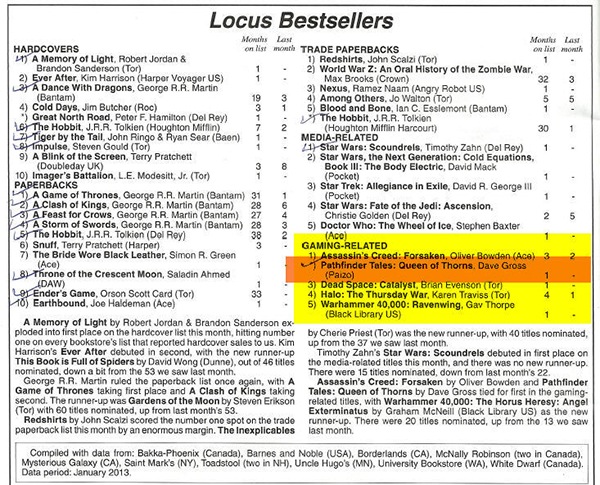 Locus Bestsellers
HARDCOVERS
Months on list
Last month
1) A Memory of Light, Robert Jordan &
Brandon Sanderson (Tor) 1 -
2) Ever After, Kim Harrison (Harper Voyager US) 1 -
3) A Dance With Dragons, George R.R. Martin
(Bantam) 19 3
4) Cold Days, Jim Butcher (Roc) 3 1
* Great North Road, Peter F. Hamilton (Del Rey) 1 -
6) The Hobbit, J.R.R. Tolkien (Houghton Mifflin) 7 2
7) Tiger by the Tail, John Ringo & Ryan Sear (Baen) 1 -
8) Impulse, Steven Gould (Tor) 1 -
9) A Blink of the Screen, Terry Pratchett
(Doubleday UK) 3 8
10) Imager's Battalion, L.E. Modesitt, Jr. (Tor) 1 -
PAPERBACKS
1) A Game of Thrones, George R.R. Martin (Bantam) 31 1
2) A Clash of Kings, George R.R. Martin (Bantam) 28 6
3) A Feast for Crows, George R.R. Martin (Bantam) 27 4
4) A Storm of Swords, George R.R. Martin (Bantam) 28 3
5) The Hobbit, J.R.R. Tolkien (Del Rey) 38 2
6) Snuff, Terry Pratchett (Harper) 3 -
7) The Bride Wore Black Leather, Simon R. Green
(Ace) 1 -
8) Throne of the Crescent Moon, Saladin Ahmed
(DAW) 1 -
9) Ender's Game, Orson Scott Card (Tor) 33 -
10) Earthbound, Joe Haldeman (Ace) 1 -
A Memory of Light by Robert Jordan & Brandon Sanderson ex-
ploded into first place on the hardcover list this month, hitting number
one on every bookstore's list that reported hardcover sales to us. Kim
Harrison's Ever After debuted in second, with the new runner-up
This Book Is Full of Spiders by David Wong (Dunne), out of 46 titles
nominated, down a bit from the 53 we saw last month.
George R.R. Martin ruled the paperback list once again, with A
Game of Thrones taking first place and A Clash of Kings taking
second. The runner-up was Gardens of the Moon by Steven Erikson
(Tor) with 60 titles nominated, up from last month's 53.
Redshirts by John Scalzi scored the number one spot on the trade
paperback list this month by an enormous margin. The Inexplicables
TRADE PAPERBACKS
Months on list
Last month
1) Redshirts, John Scalzi (Tor) 1 -
2) World War Z: An Oral History of the Zombie War,
Max Brooks (Crown) 32 3
3) Nexus, Ramez Naam (Angry Robot US) 1 -
4) Among Others, Jo Walton (Tor) 5 5
5) Blood and Bone, Ian C. Esslemont (Bantam) 1 -
* The Hobbit, J.R.R. Tolkien
(Houghton Mifflin Harcourt) 30 1
MEDIA-RELATED
1) Star Wars: Scoundrels, Timothy Zahn (Del Rey) 1 -
2) Star Wars, the Next Generation: Cold Equations,
Book III: The Body Electric, David Mack
(Pocket) 1 -
3) Star Trek: Allegiance in Exile, David R. George III
(Pocket) 1 -
4) Star Wars: Fate of the Jedi: Ascension,
Christie Golden (Del Rey) 2 5
5) Doctor Who: The Wheel of Ice, Stephen Baxter
(Ace) 1 -
GAMING-RELATED
1) Assassin's Creed: Forsaken, Oliver Bowden (Ace) 3 2
* Pathfinder Tales: Queen of Thorns, Dave Gross
(Paizo) 1 -
3) Dead Space: Catalyst, Brian Evenson (Tor) 1 -
4) Halo: The Thursday War, Karen Traviss (Tor) 4 1
5) Warhammer 40,000: Ravenwing, Gav Thorpe
(Black Library US) 1 -
by Cherie Priest (Tor) was the new runner-up, with 40 titles nominated,
up from the 37 we saw last month.
Timothy Zahn's Star Wars: Scoundrels debuted in first place on
the media-related titles this month, and there was no new runner-up.
There were 15 titles nominated, down from last month's 22.
Assassin's Creed: Forsaken by Oliver Bowden and Pathfinder
Tales: Queen of Thorns by Dave Gross tied for first in the gaming-
related titles, with Warhammer 40,000: The Horus Heresy: Angel
Exterminatus by Graham McNeill (Black Library US) as the new
runner-up. There were 20 titles nominated, up from the 13 we saw
last month.
Compiled with data from: Bakka-Phoenix (Canada), Barnes and Noble (USA), Borderlands (CA), McNally Robinson (two in Canada),
Mysterious Galaxy (CA), Saint Mark's (NY), Toadstool (two in NH), Uncle Hugo's (MN), University Bookstore (WA), White Dwarf (Canada).
Data period: January 2013.